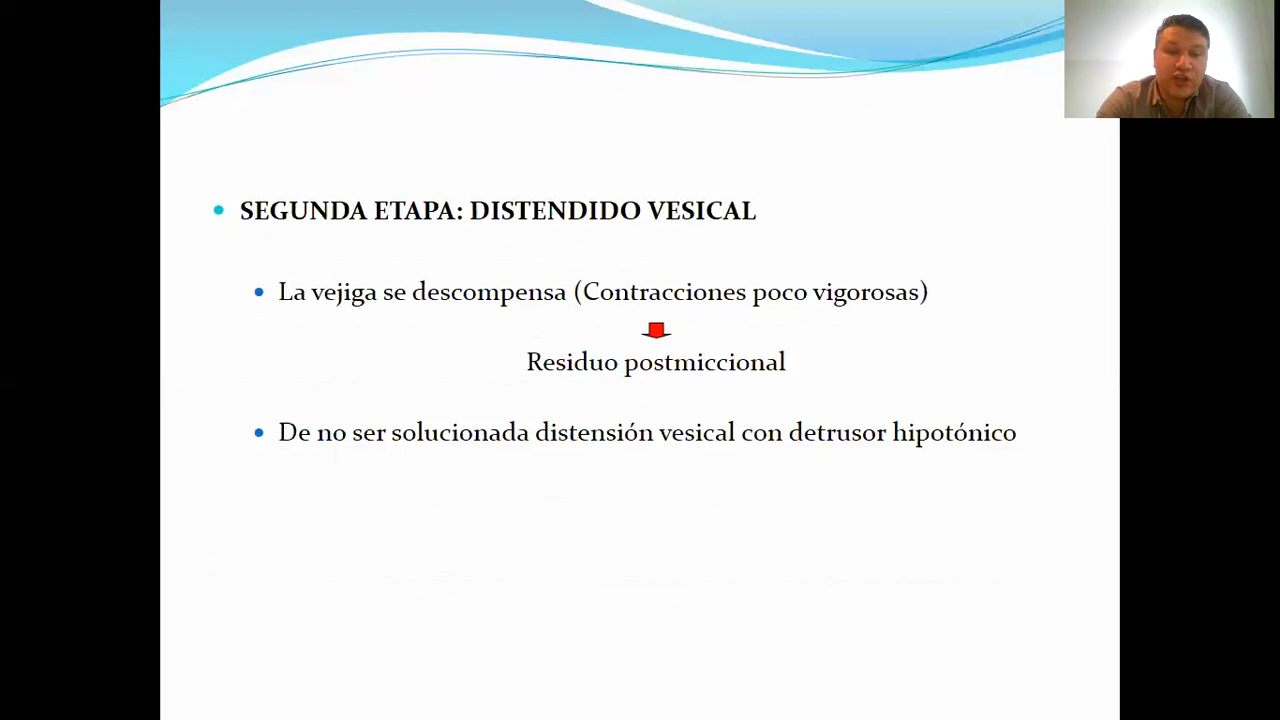 SEGUNDA ETAPA: DISTENDIDO VESICAL
La vejiga se descompensa (Contracciones poco vigorosas)
Residuo postmiccional
De no ser solucionada distensión vesical con detrusor hipotónico